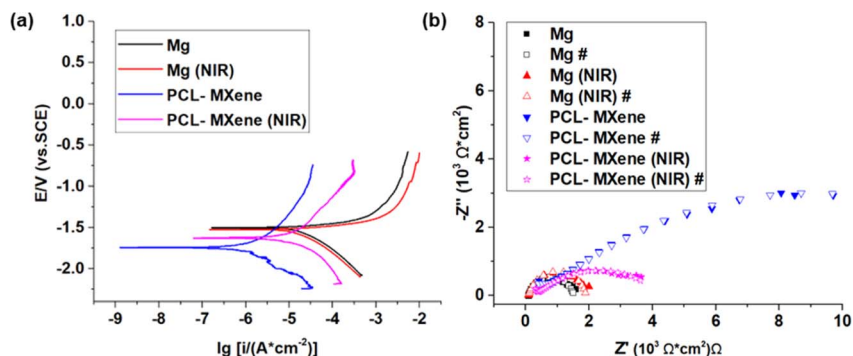 (a)
1.0
0.5
0.0
-0.5
-1.0
-1.5
-2.0
E/V (vs.SCE)
Mg
Mg (NIR)
PCL- MXene
PCL- MXene (NIR)
-9 -8 -7 -6 -5 -4 -3 -2
lg [i/(A*cm-2)]
(b)
8
6
4
2
0
-Z'' (10³ Ω*cm2)
Mg
Mg #
Mg (NIR)
Mg (NIR) #
PCL- MXene
PCL- MXene #
PCL- MXene (NIR)
PCL- MXene (NIR) #
0 2 4 6 8 10
Z' (10³ Ω*cm2)Ω